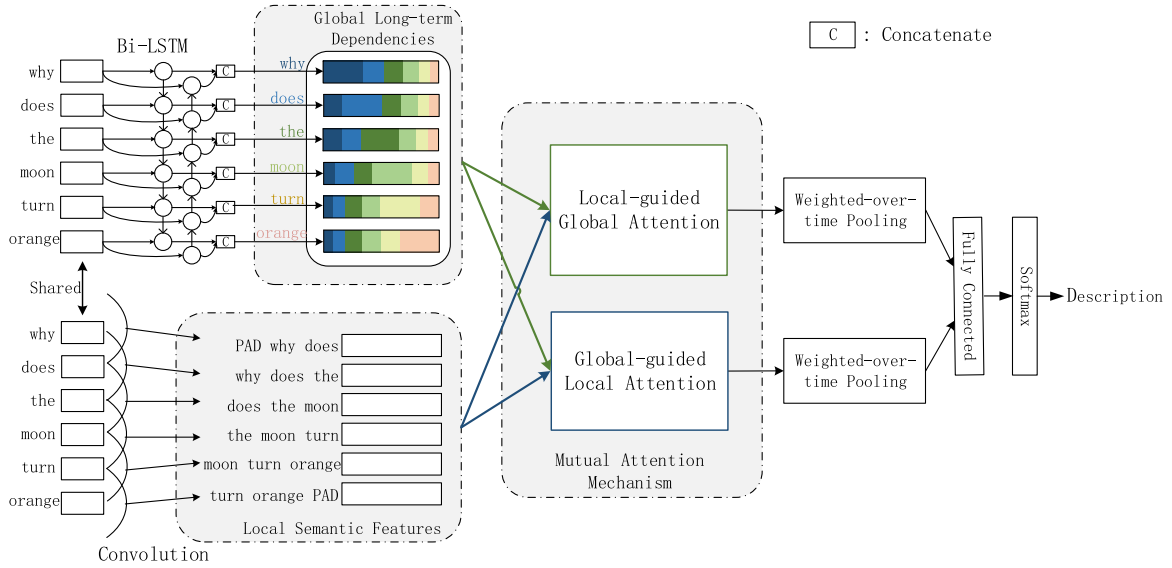 Global Long-term
Dependencies
Bi-LSTM
C : Concatenate
why
C
why
does
C
does
the
C
the
moon
C
moon
turn
C
turn
orange
C
orange
Shared
why
does
the
moon
turn
orange
Convolution
PAD why does
why does the
does the moon
the moon turn
moon turn orange
turn orange PAD
Local Semantic Features
Local-guided
Global Attention
Global-guided
Local Attention
Mutual Attention
Mechanism
Weighted-over-
time Pooling
Weighted-over-
time Pooling
Fully Connected
Softmax
Description